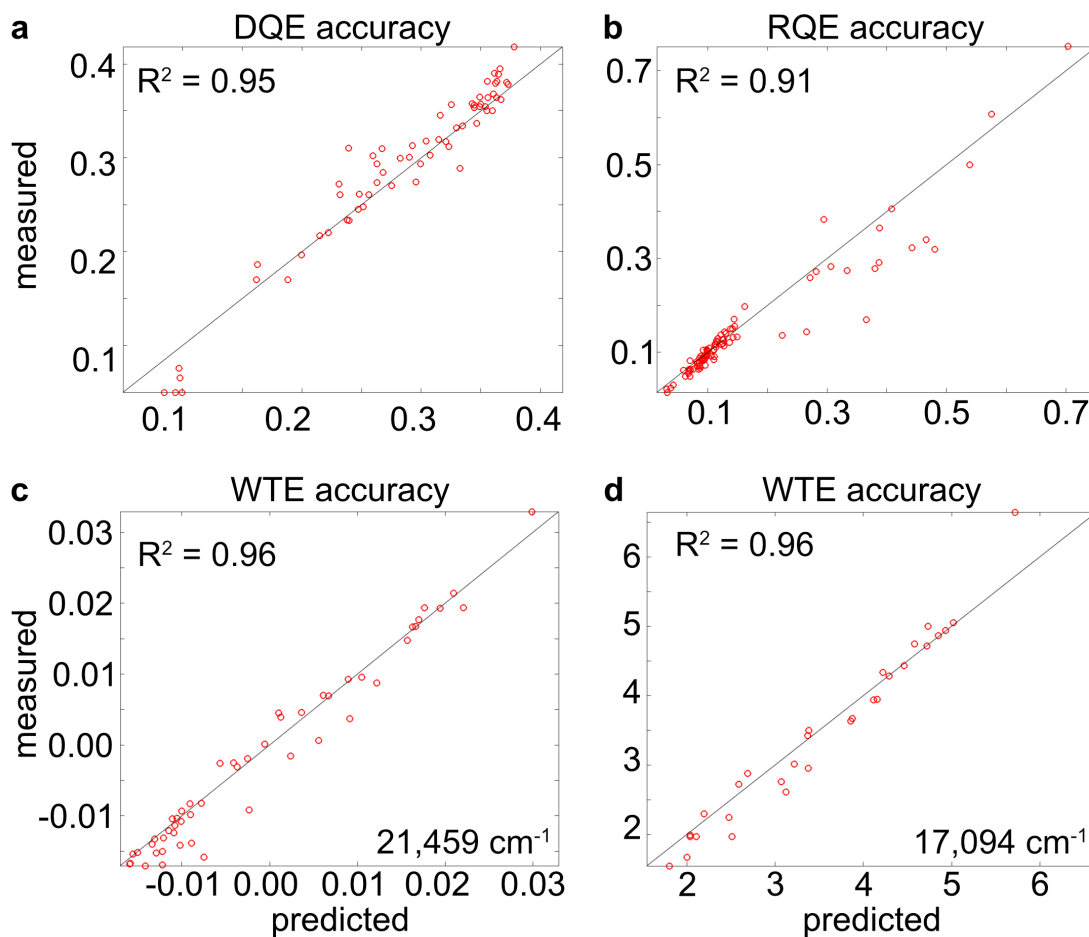 a
DQE accuracy
R² = 0.95
measured
0.4
0.3
0.2
0.1
0.1 0.2 0.3 0.4
b
RQE accuracy
R² = 0.91
0.7
0.5
0.3
0.1
0.1 0.3 0.5 0.7
c
WTE accuracy
R² = 0.96
measured
0.03
0.02
0.01
0.00
-0.01
21,459 cm⁻¹
-0.01 0.00 0.01 0.02 0.03
predicted
d
WTE accuracy
R² = 0.96
6
5
4
3
2
17,094 cm⁻¹
2 3 4 5 6
predicted